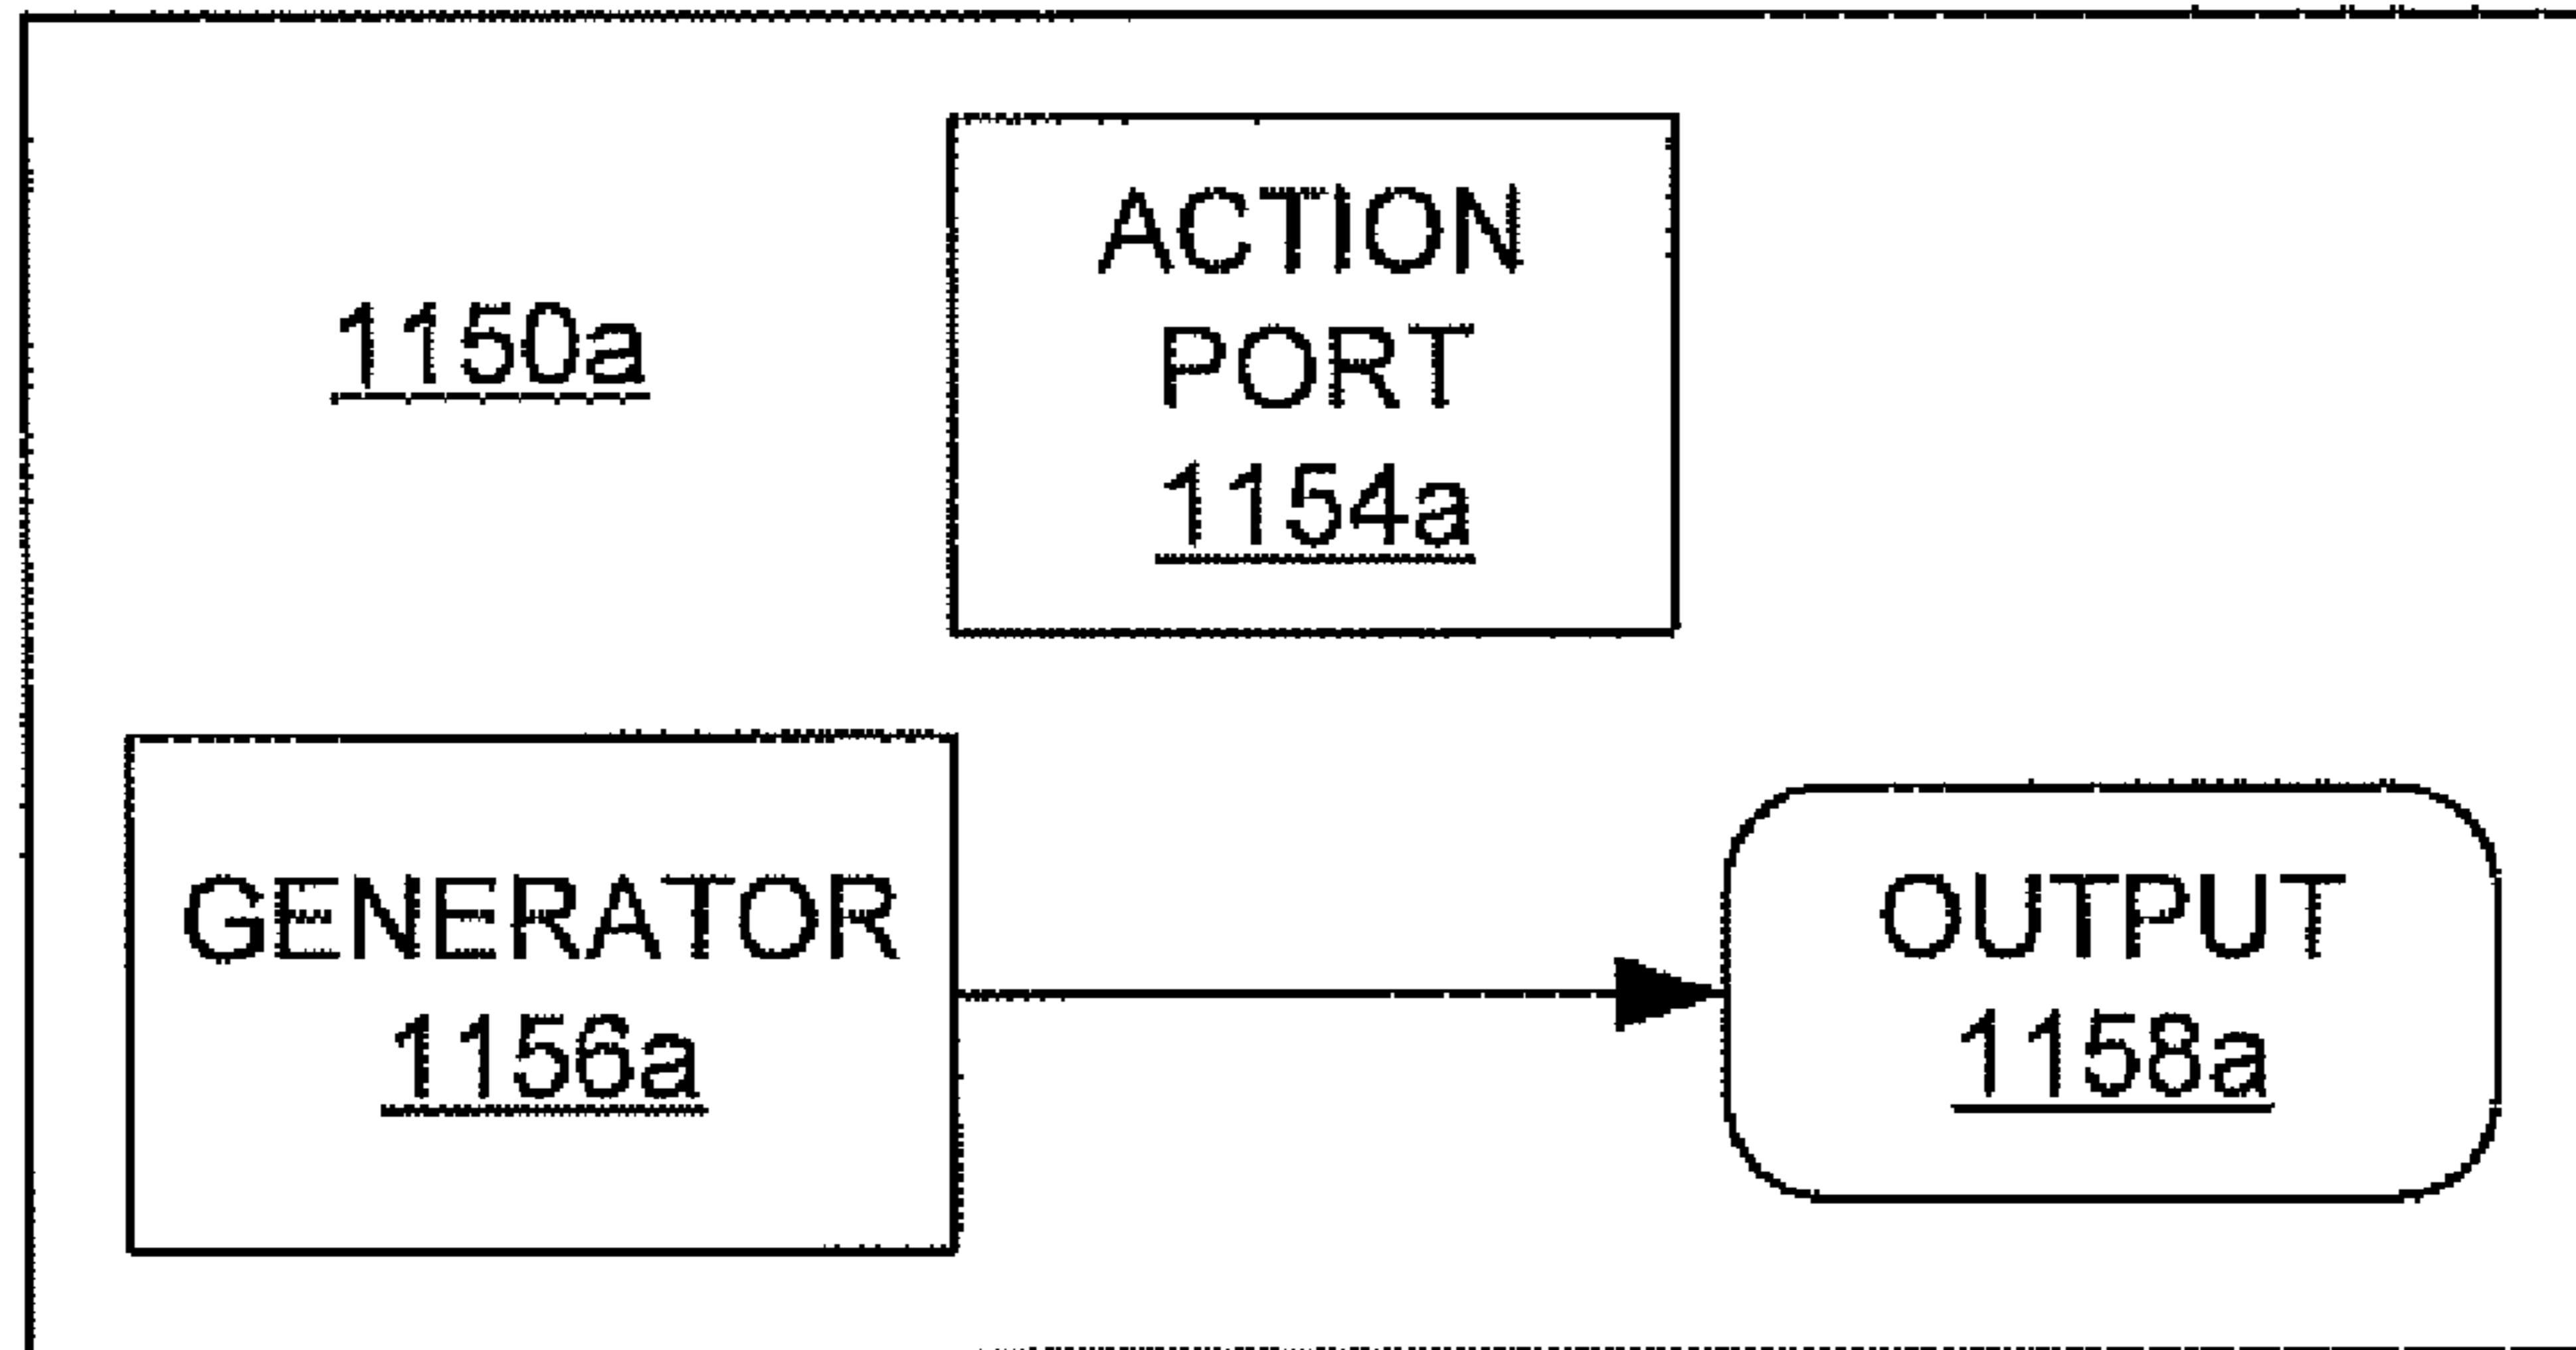 1150a
ACTION
PORT
1154a
GENERATOR
1156a
OUTPUT
1158a